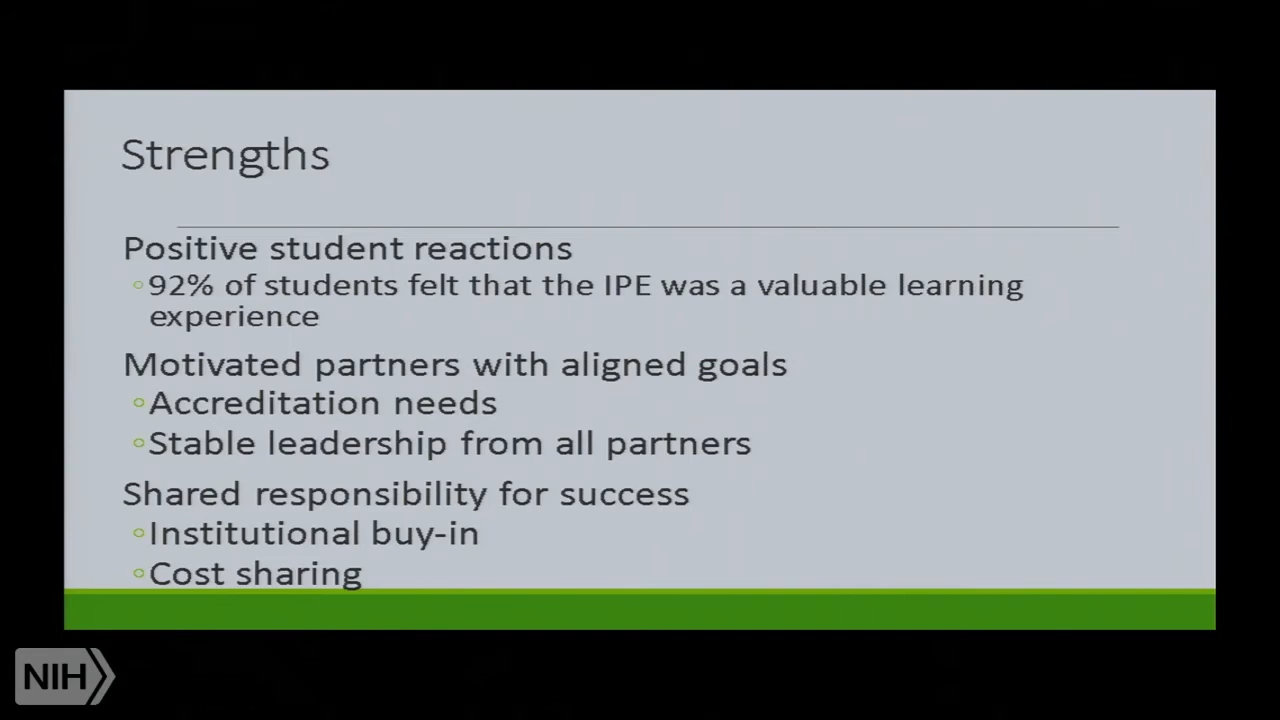 Strengths
Positive student reactions
◦92% of students felt that the IPE was a valuable learning
experience
Motivated partners with aligned goals
◦Accreditation needs
◦Stable leadership from all partners
Shared responsibility for success
◦Institutional buy-in
◦Cost sharing
NIH